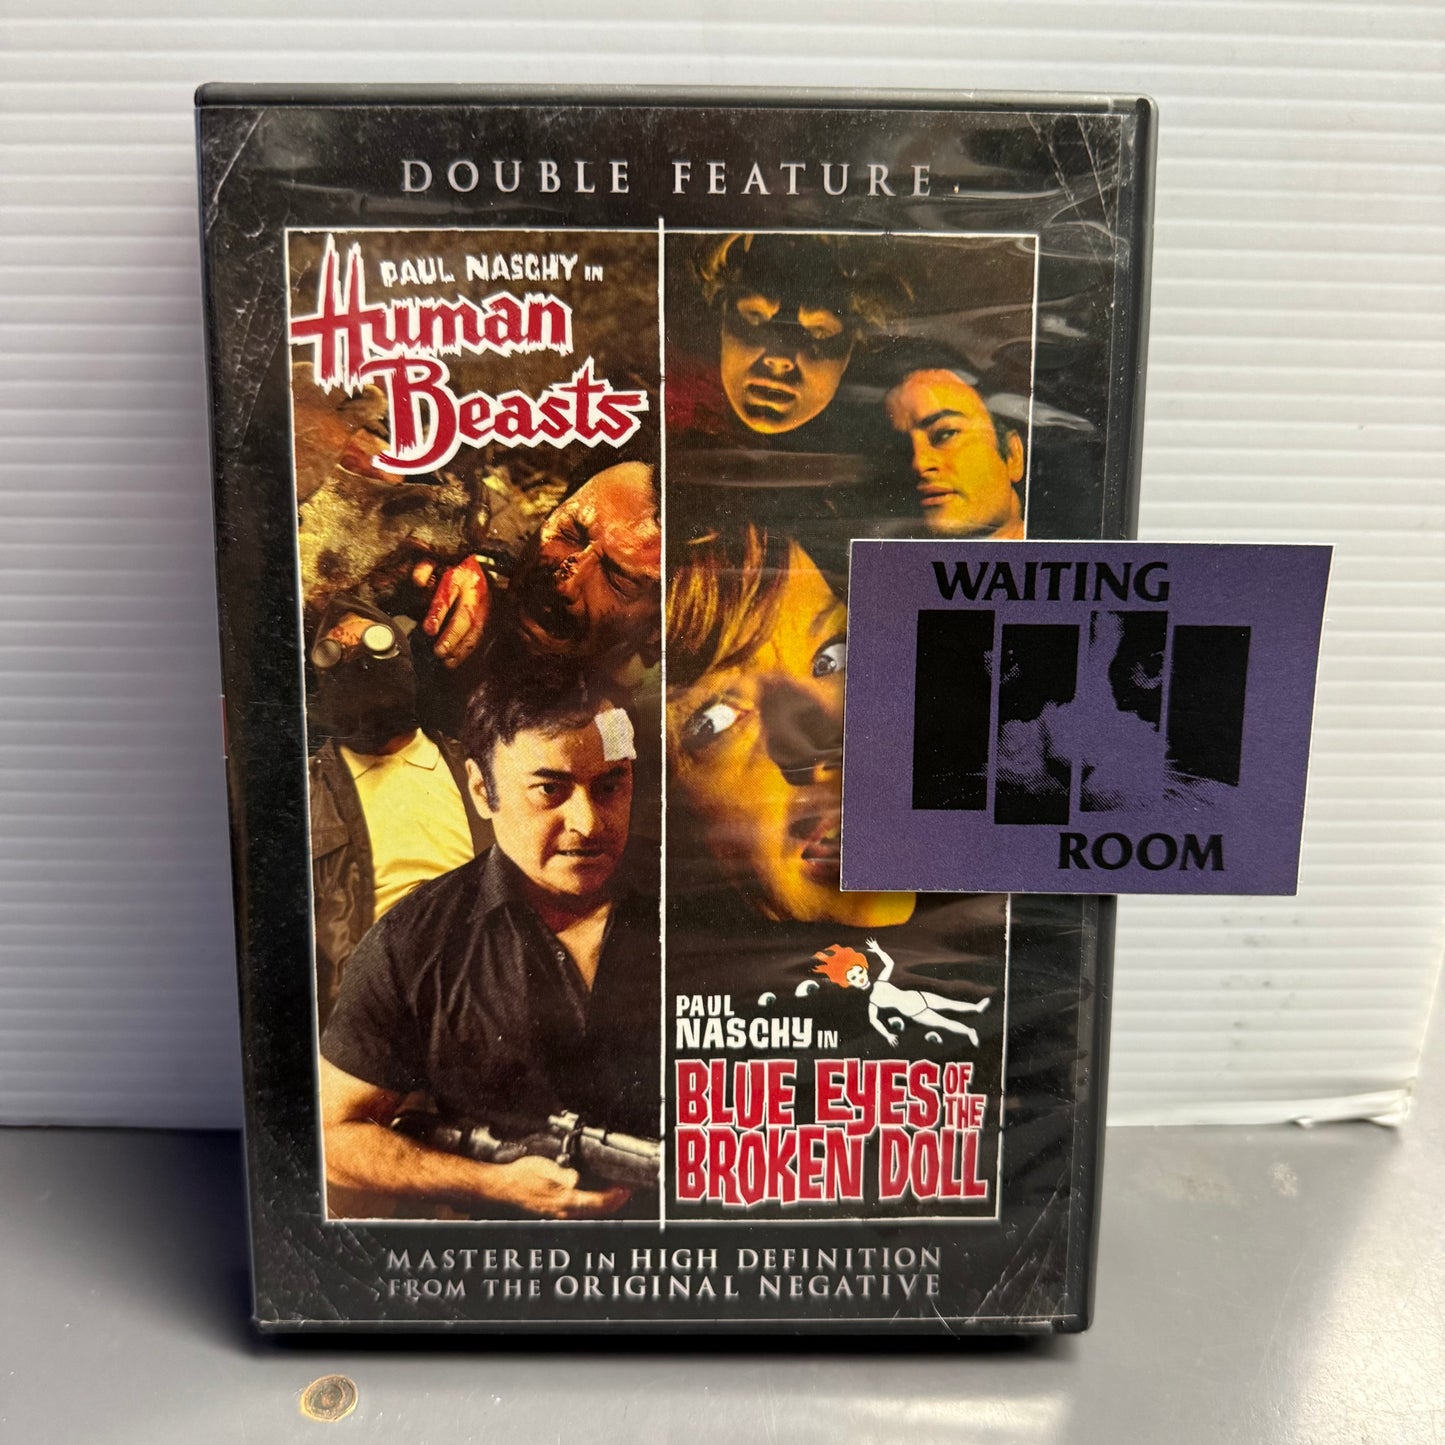 DOUBLE FEATURE
PAUL NASCHY IN
Human
Beasts
WAITING
ROOM
PAUL
NASCHY IN
BLUE EYES OF
THE
BROKEN DOLL
MASTERED IN HIGH DEFINITION
FROM THE ORIGINAL NEGATIVE